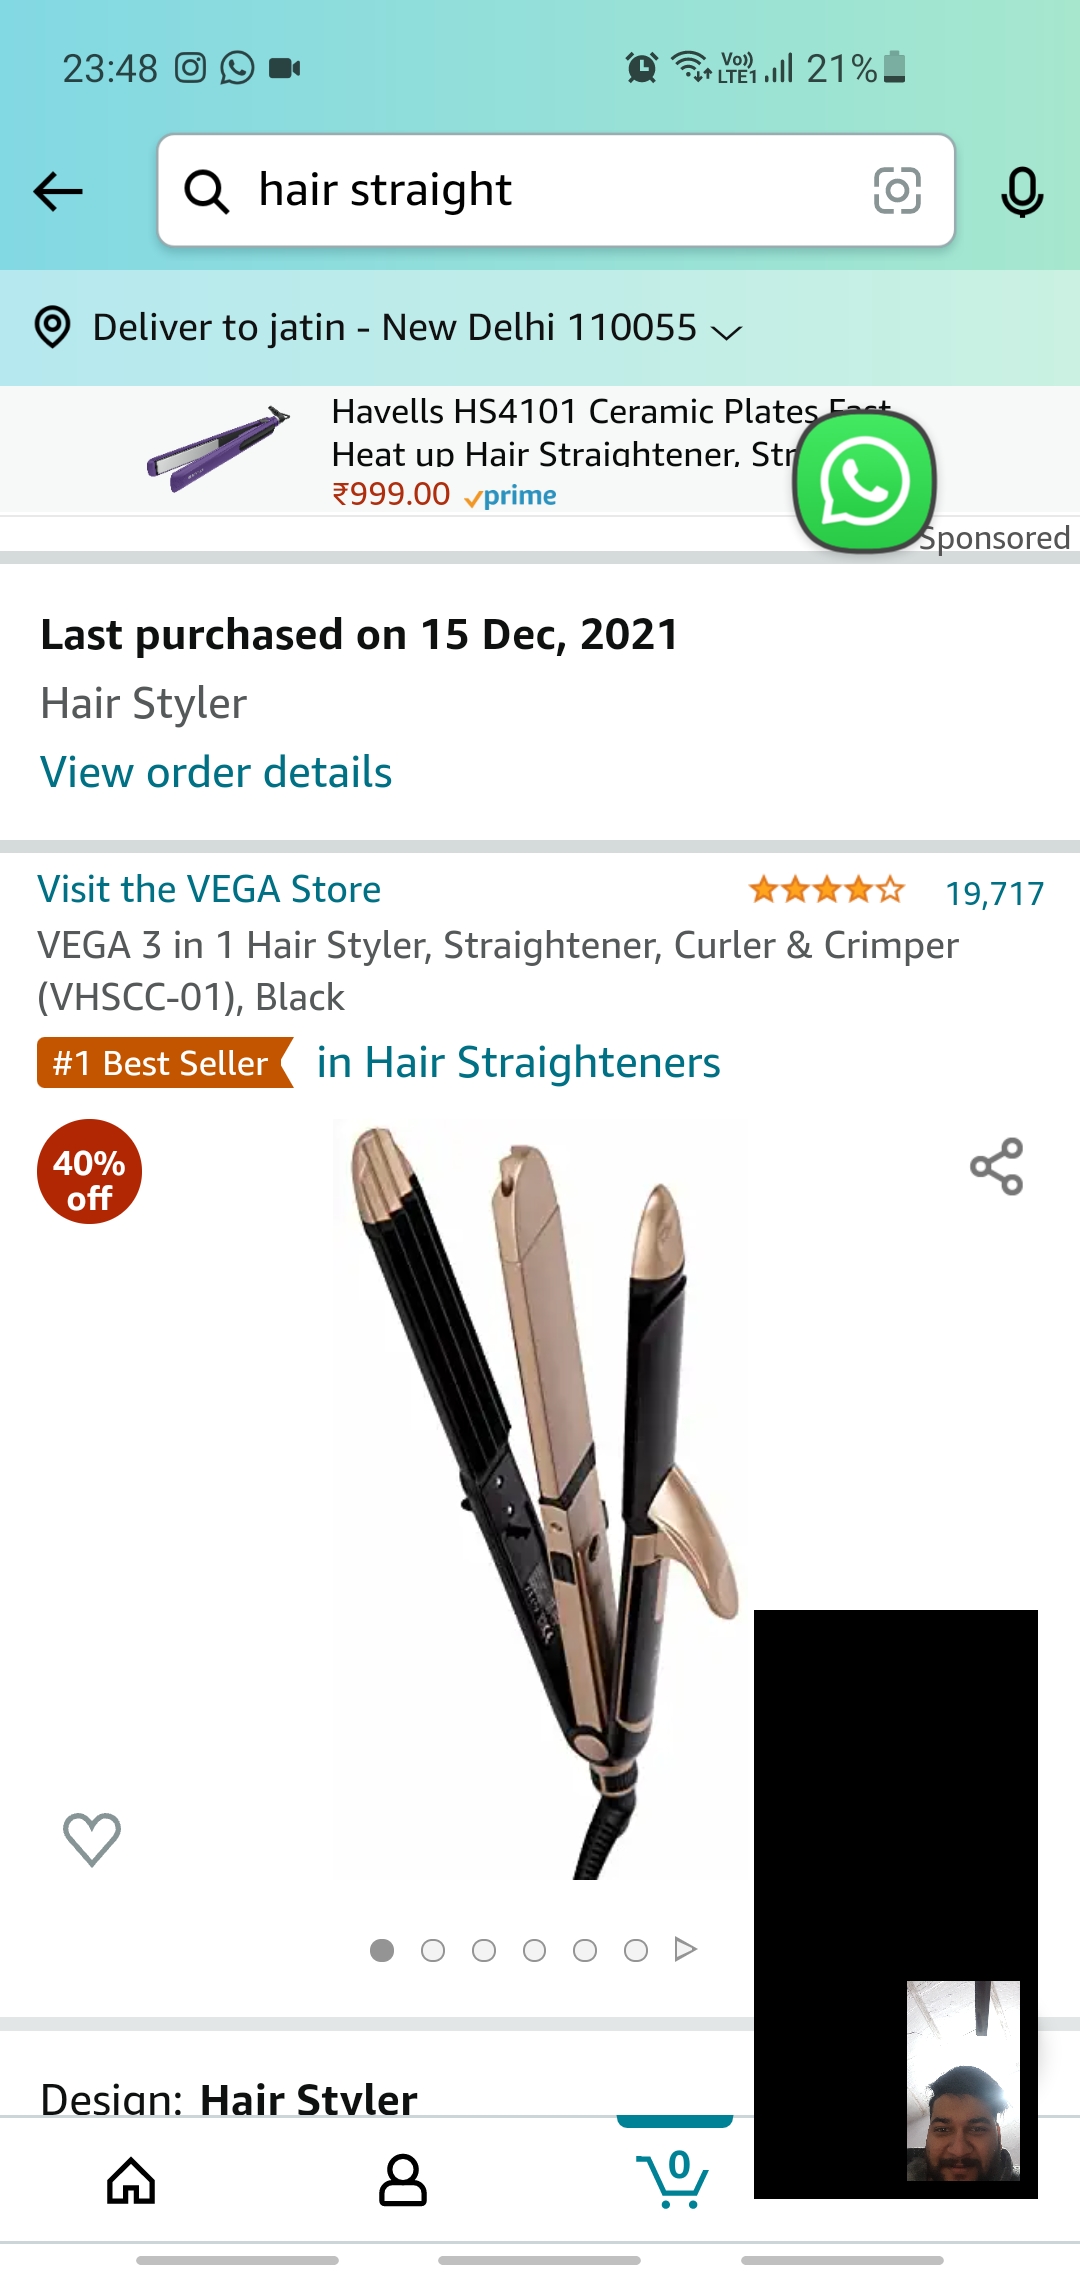 23:48
Vo))
LTE1
21%
hair straight
Deliver to jatin - New Delhi 110055
Havells HS4101 Ceramic Plates Fast
Heat up Hair Straightener, Str
₹999.00 prime
Sponsored
Last purchased on 15 Dec, 2021
Hair Styler
View order details
Visit the VEGA Store
19,717
VEGA 3 in 1 Hair Styler, Straightener, Curler & Crimper
(VHSCC-01), Black
#1 Best Seller in Hair Straighteners
40%
off
Design: Hair Styler
0